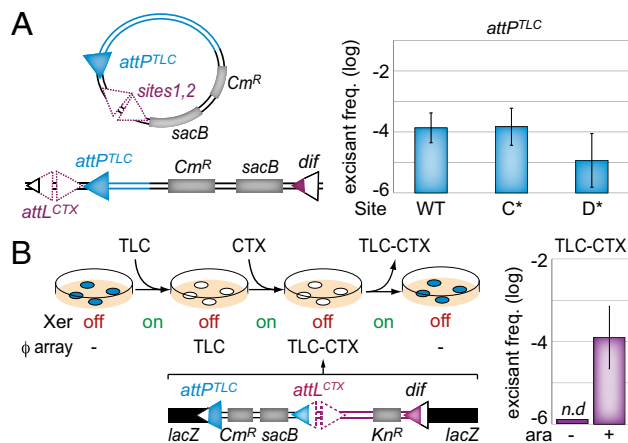 A
attP^TLC
sites1,2
Cm^R
sacB
attP^TLC
Cm^R
sacB
dif
attL^CTX
attP^TLC
excisant freq. (log)
-2
-4
-6
Site WT C* D*
B
TLC CTX TLC-CTX
Xer off on off on off on off
ϕ array - TLC TLC-CTX -
attP^TLC attL^CTX dif
lacZ Cm^R sacB Kn^R lacZ
TLC-CTX
excisant freq. (log)
-2
-4
-6
n.d
ara - +